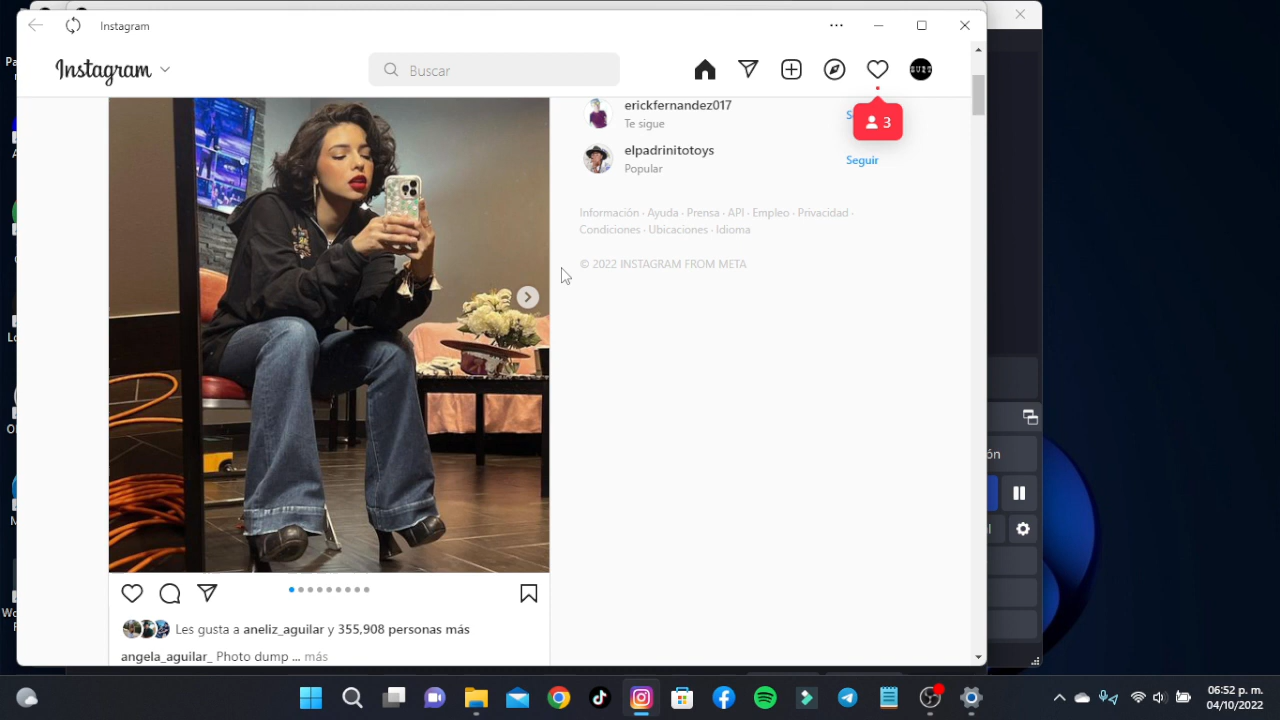 Instagram
Instagram
Buscar
erickfernandez017
Te sigue
3
elpadrinitotoys
Popular
Seguir
Información · Ayuda · Prensa · API · Empleo · Privacidad ·
Condiciones · Ubicaciones · Idioma
© 2022 INSTAGRAM FROM META
ón
Les gusta a aneliz_aguilar y 355,908 personas más
angela_aguilar_ Photo dump ... más
06:52 p. m.
04/10/2022